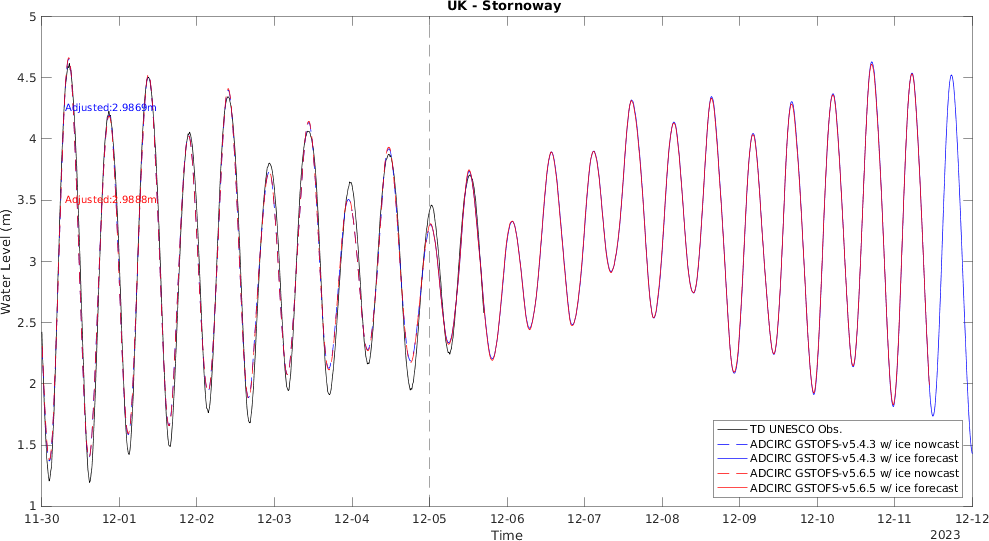 UK - Stornoway
5
4.5
4
3.5
3
2.5
2
1.5
1
Water Level (m)
Adjusted:2.9869m
Adjusted:2.9888m
TD UNESCO Obs.
ADCIRC GSTOFS-v5.4.3 w/ ice nowcast
ADCIRC GSTOFS-v5.4.3 w/ ice forecast
ADCIRC GSTOFS-v5.6.5 w/ ice nowcast
ADCIRC GSTOFS-v5.6.5 w/ ice forecast
11-30 12-01 12-02 12-03 12-04 12-05 12-06 12-07 12-08 12-09 12-10 12-11 12-12
Time
2023